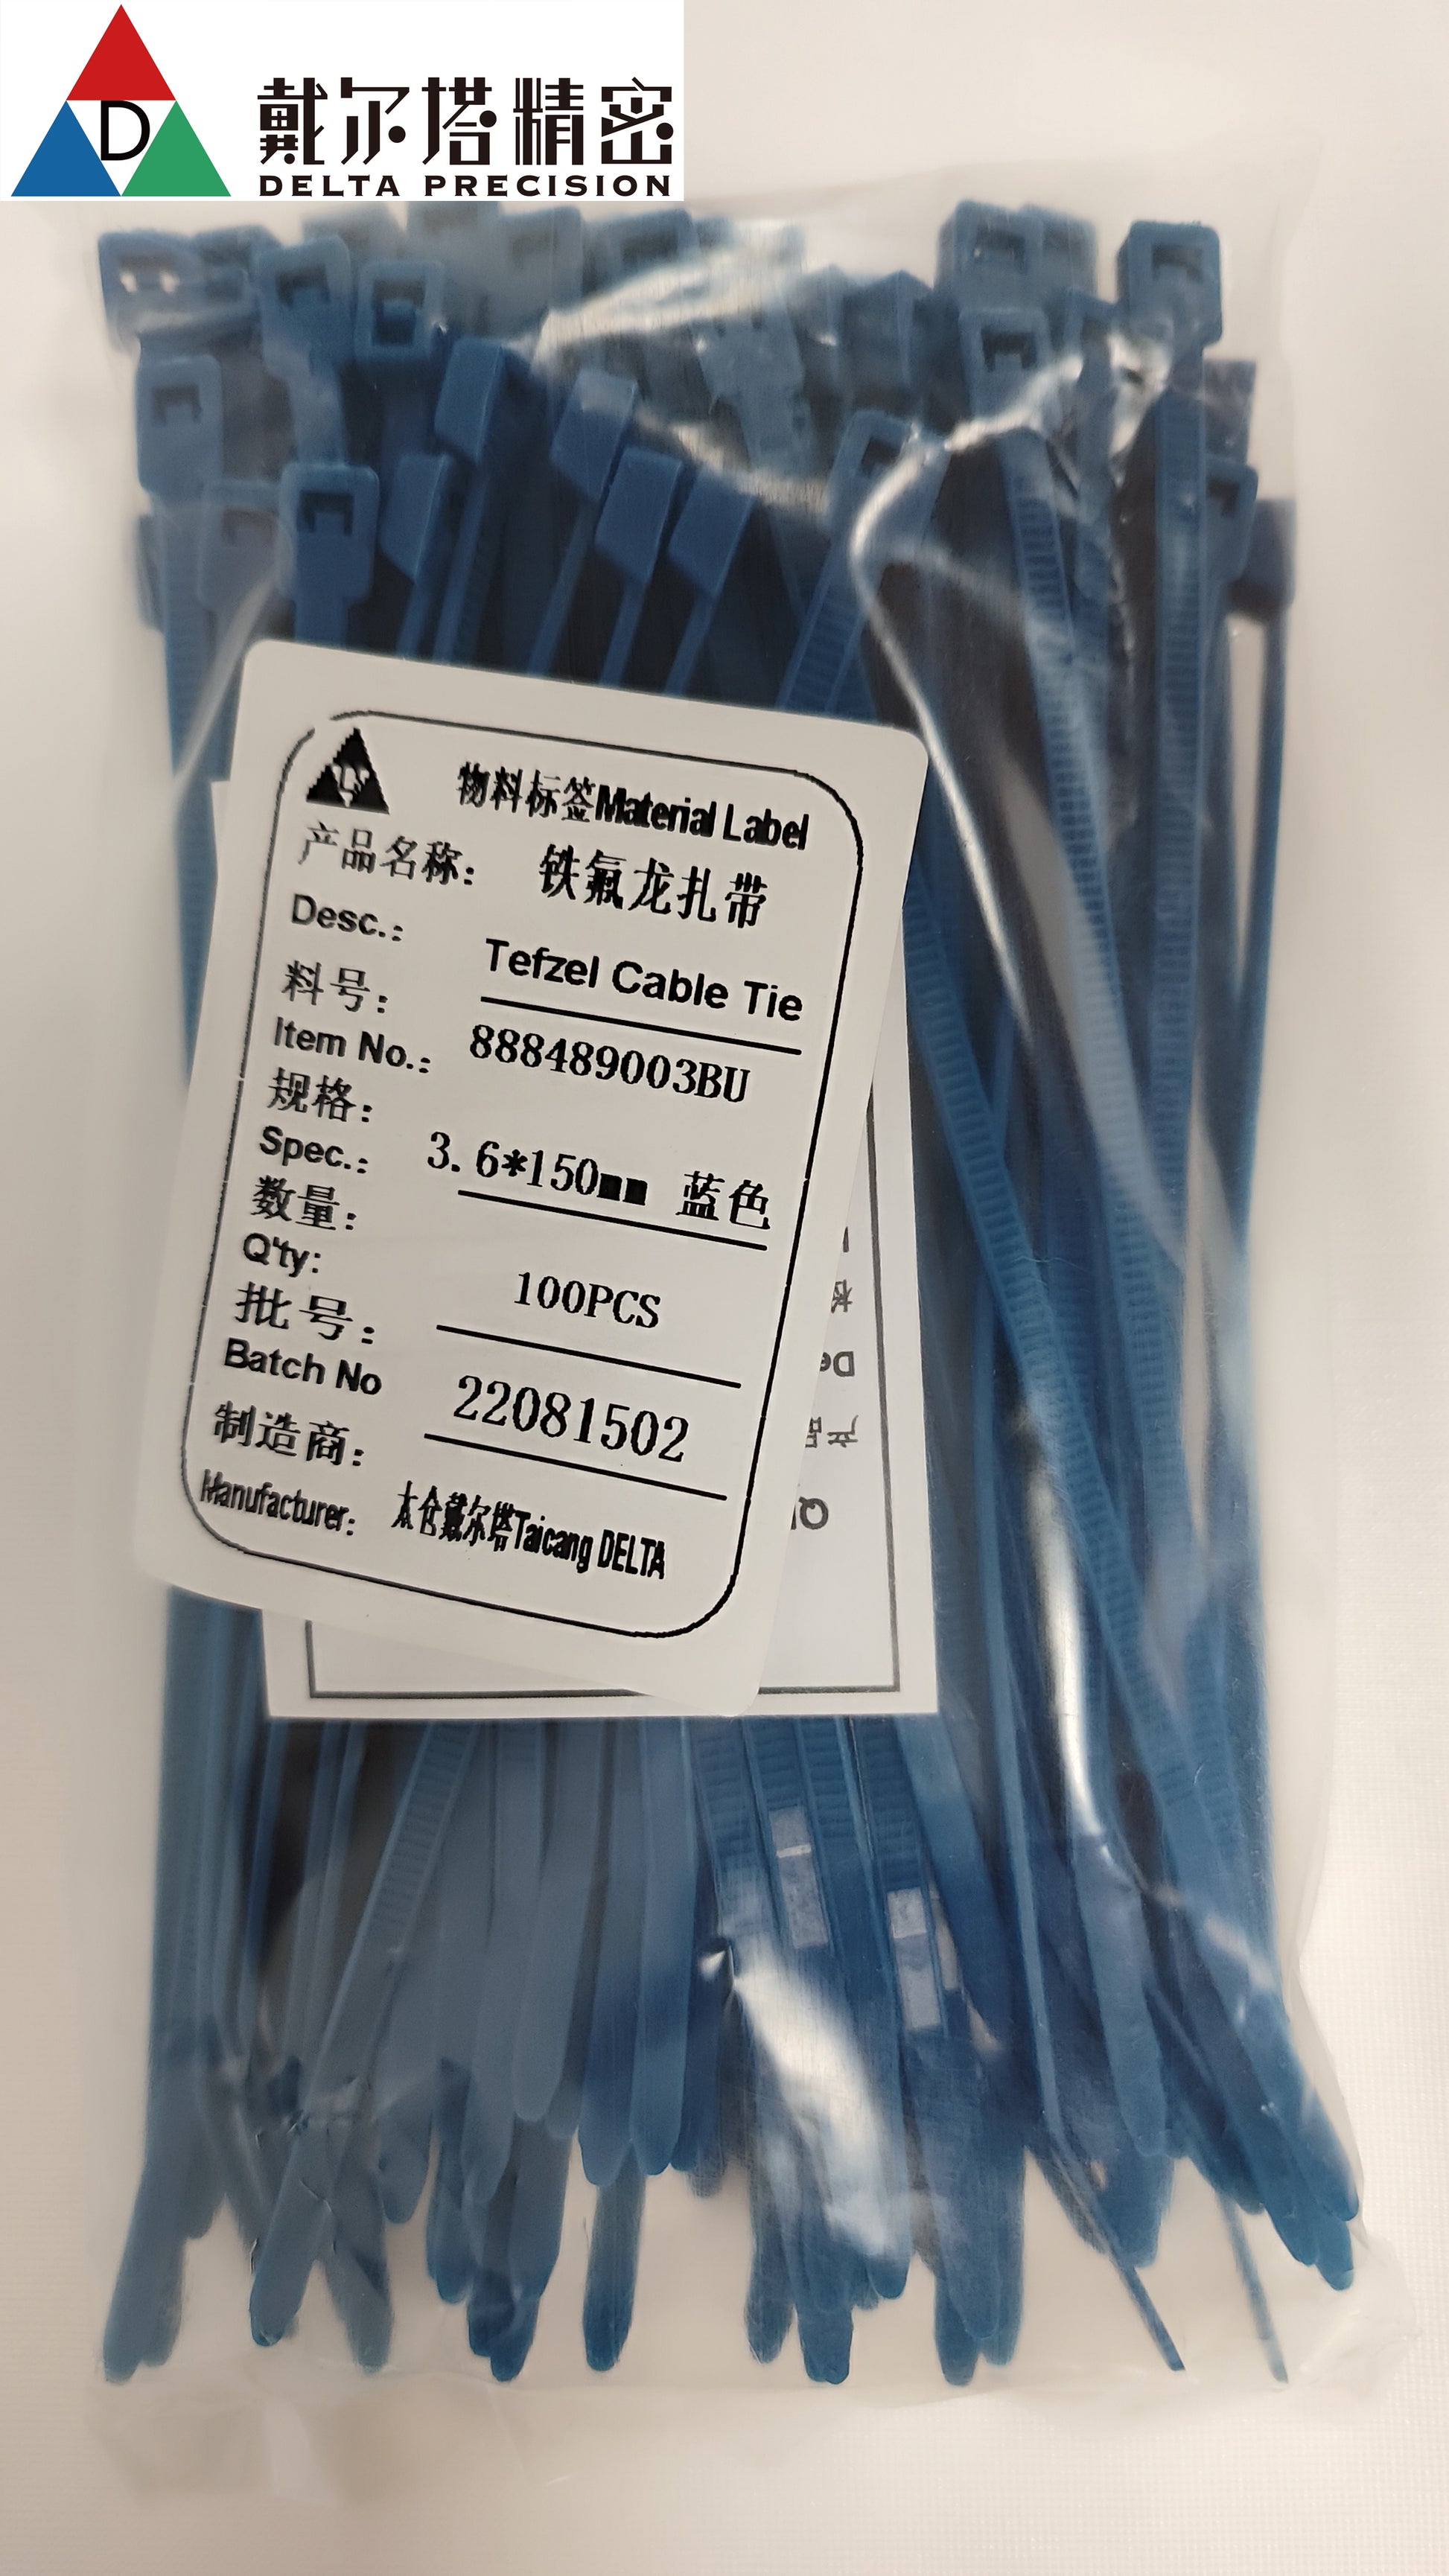 D
戴尔塔精密
DELTA PRECISION
物料标签Material Label
产品名称： 铁氟龙扎带
Desc.： Tefzel Cable Tie
料号：
Item No.： 888489003BU
规格：
Spec.： 3.6*150mm 蓝色
数量：
Q'ty: 100PCS
批号：
Batch No 22081502
制造商：
Manufacturer: 太仓戴尔塔Taicang DELTA
De
产品